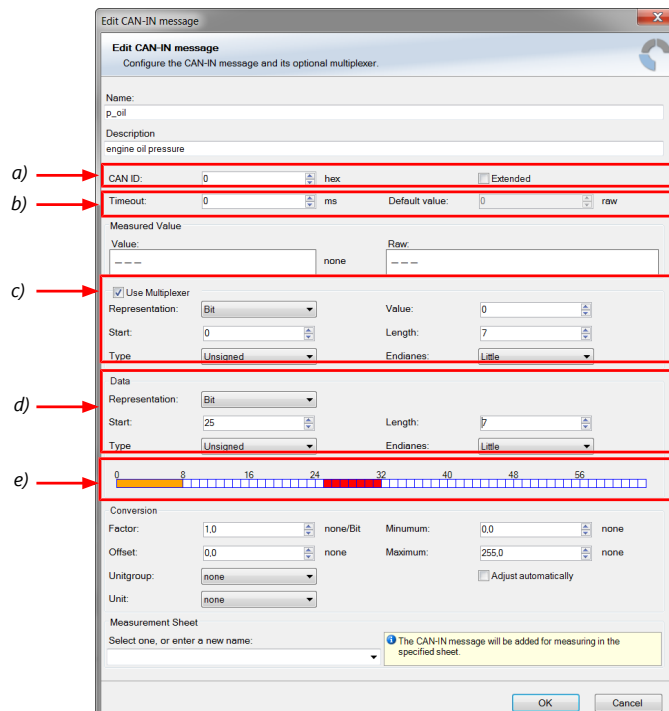 Edit CAN-IN message
Edit CAN-IN message
Configure the CAN-IN message and its optional multiplexer.
Name:
p_oil
Description
engine oil pressure
a)
CAN ID: 0 hex Extended
b)
Timeout: 0 ms Default value: 0 raw
Measured Value
Value: Raw:
--- none ---
c)
Use Multiplexer
Representation: Bit Value: 0
Start: 0 Length: 7
Type Unsigned Endianes: Little
Data
d)
Representation: Bit
Start: 25 Length: 7
Type Unsigned Endianes: Little
e)
0 8 16 24 32 40 48 56
Conversion
Factor: 1,0 none/Bit Minumum: 0,0 none
Offset: 0,0 none Maximum: 255,0 none
Unitgroup: none Adjust automatically
Unit: none
Measurement Sheet
Select one, or enter a new name:
The CAN-IN message will be added for measuring in the
specified sheet.
OK Cancel